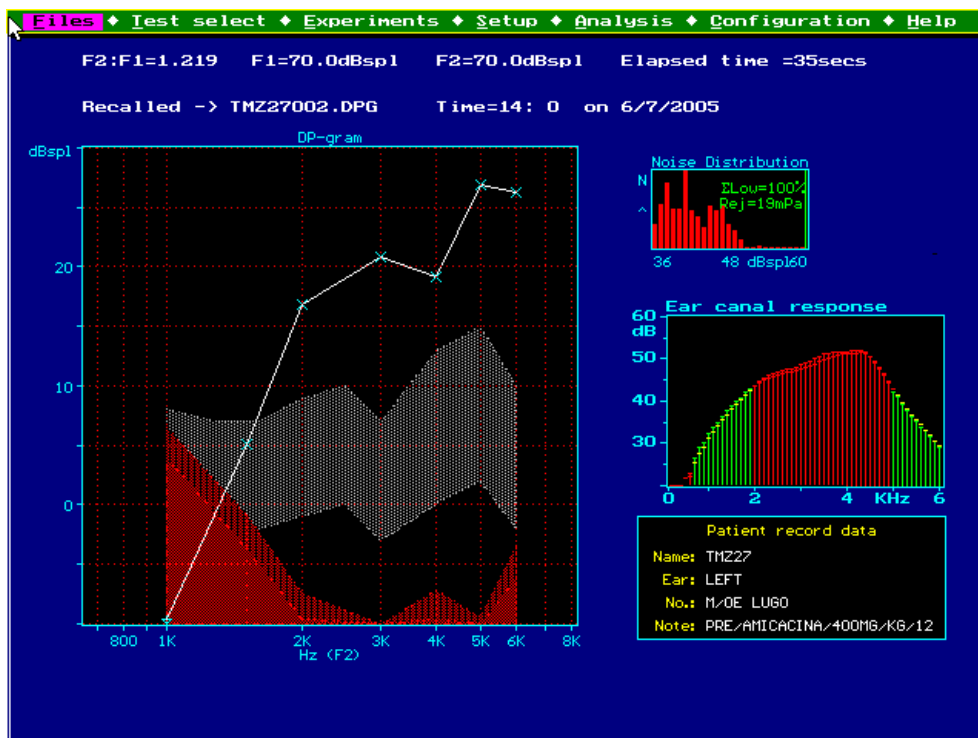 Files ◆ Test select ◆ Experiments ◆ Setup ◆ Analysis ◆ Configuration ◆ Help
F2:F1=1.219 F1=70.0dBspl F2=70.0dBspl Elapsed time =35secs
Recalled -> TMZ27002.DPG Time=14: 0 on 6/7/2005
DP-gram
dBspl
20
10
0
800 1K 2K 3K 4K 5K 6K 8K
Hz (F2)
Noise Distribution
N
^
ΣLow=100%
Rej=19mPa
36 48 dBspl60
Ear canal response
60
dB
50
40
30
0 2 4 KHz 6
Patient record data
Name: TMZ27
Ear: LEFT
No.: M/OE LUGO
Note: PRE/AMICACINA/400MG/KG/12